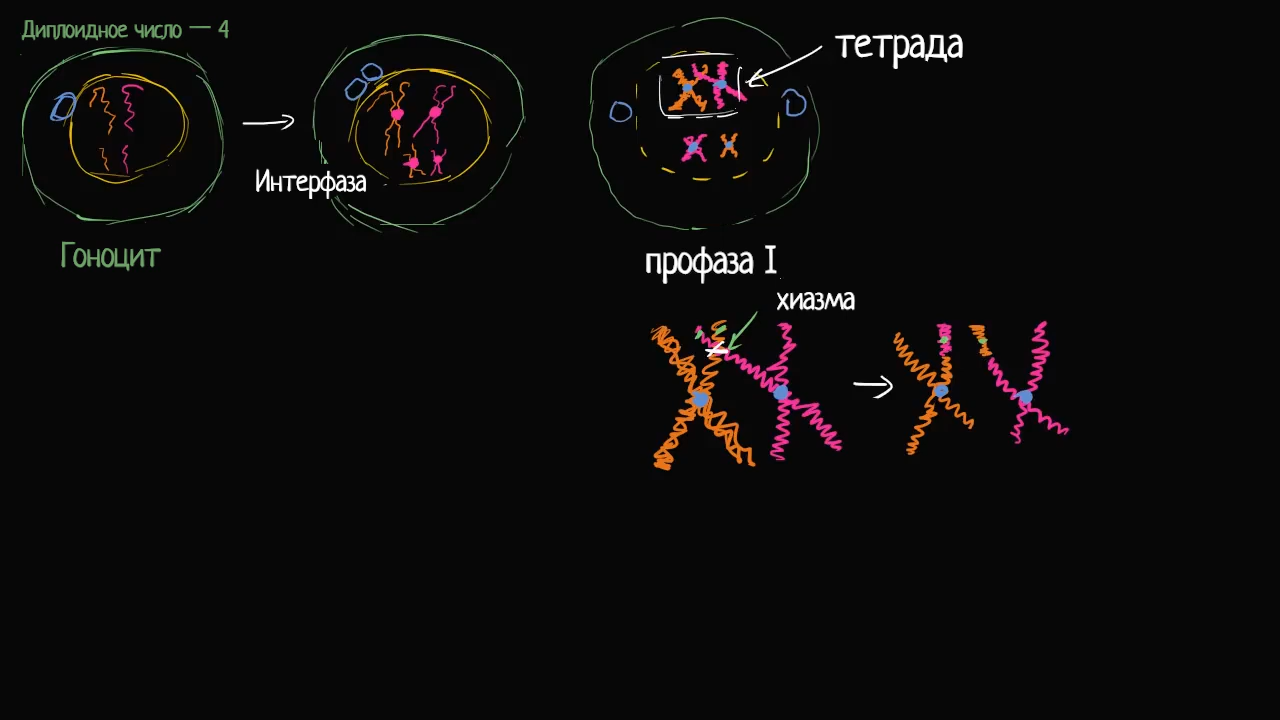 Диплоидное число — 4
тетрада
Интерфаза
Гоноцит
профаза I
хиазма